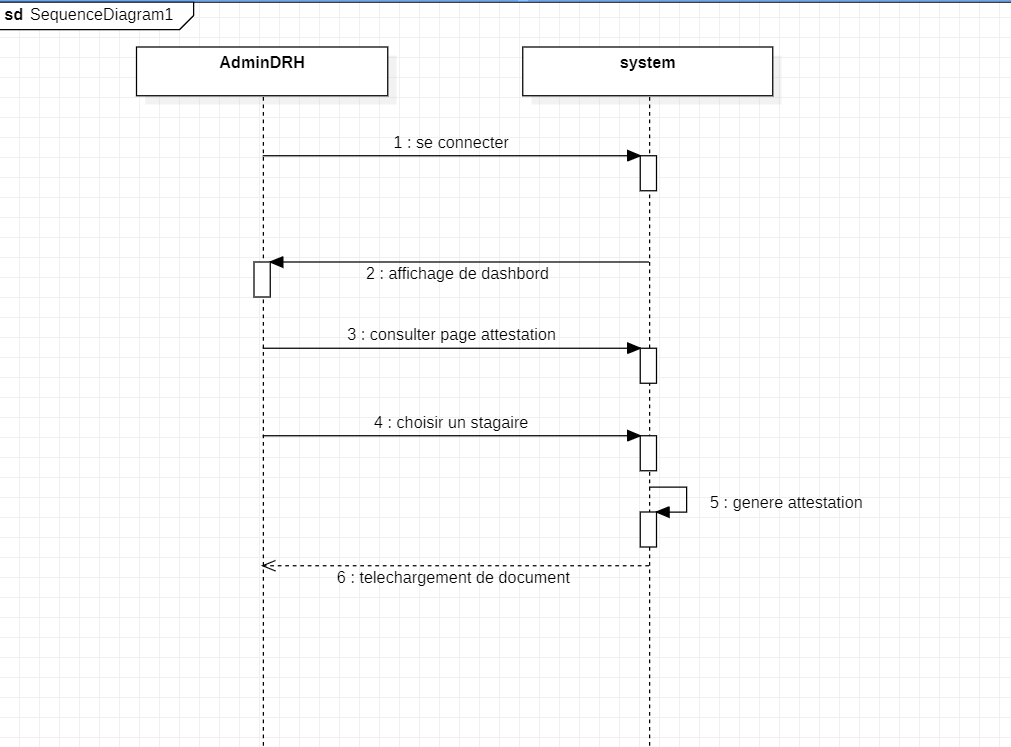 sd SequenceDiagram1
AdminDRH
system
1 : se connecter
2 : affichage de dashbord
3 : consulter page attestation
4 : choisir un stagaire
5 : genere attestation
6 : telechargement de document